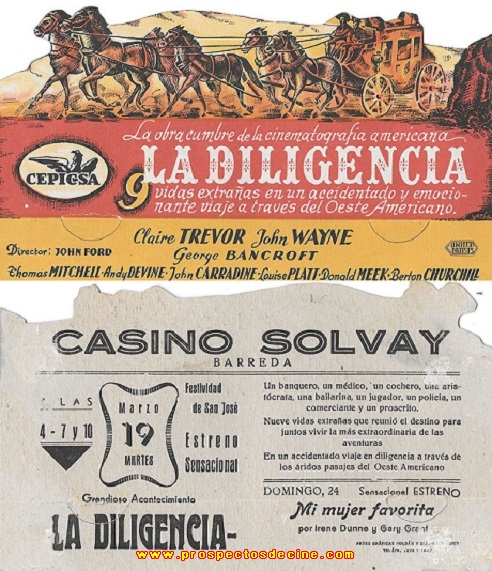 La obra cumbre de la cinematografia americana
CEPICSA
LA DILIGENCIA
9 vidas extrañas en un accidentado y emocio-
nante viaje a través del Oeste Americano.
Claire TREVOR John WAYNE
Director: JOHN FORD
George BANCROFT
UNITED ARTISTS
Thomas MITCHELL-Andy DEVINE-John CARRADINE-Louise PLATT-Donald MEEK-Berton CHURCHILL
CASINO SOLVAY
BARREDA
A LAS
4-7 y 10
Marzo
19
MARTES
Festividad
de San José
Estreno
Sensacional
Grandioso Acontecimiento
LA DILIGENCIA-
Un banquero, un médico, un cochero, una aris-
tócrata, una bailarina, un jugador, un policía, un
comerciante y un proscrito.
Nueve vidas extrañas que reunió el destino para
juntos vivir la más extraordinaria de las
aventuras
En un accidentado viaje en diligencia a través de
los áridos pasajes del Oeste Americano
DOMINGO, 24 Sensacional ESTRENO
Mi mujer favorita
por Irene Dunne y Gary Grant
ARTES GRÁFICAS
www.prospectosdecine.com